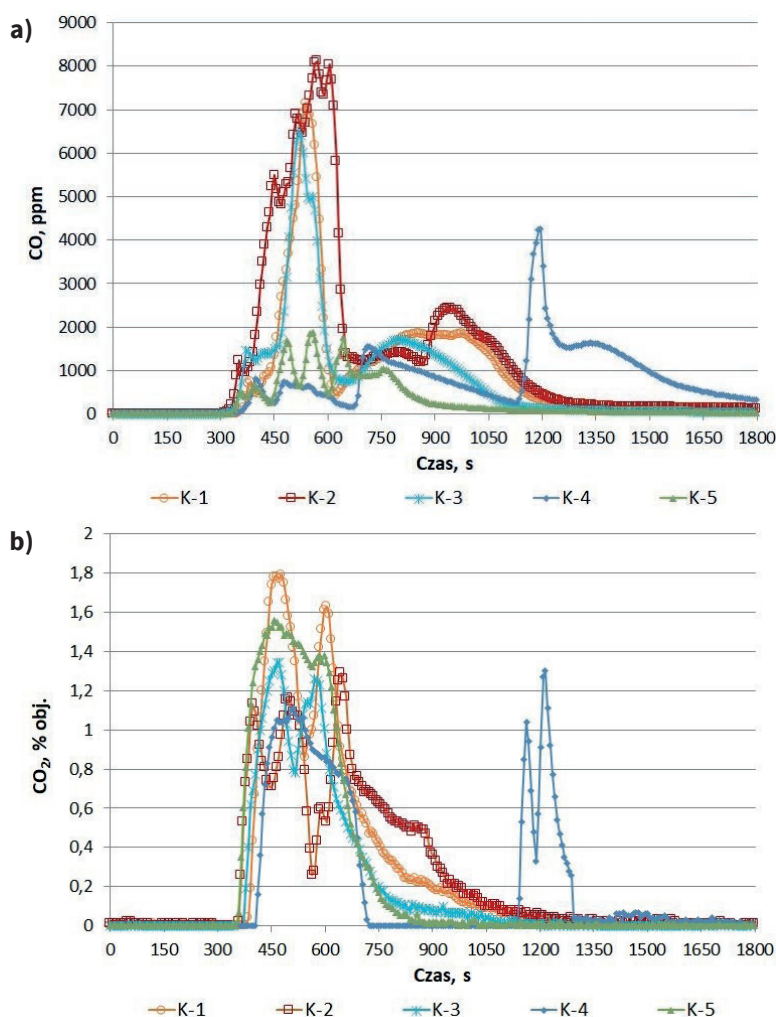 a)
9000
8000
7000
6000
5000
4000
3000
2000
1000
0
CO, ppm
0 150 300 450 600 750 900 1050 1200 1350 1500 1650 1800
Czas, s
K-1 K-2 K-3 K-4 K-5
b)
2
1,8
1,6
1,4
1,2
1
0,8
0,6
0,4
0,2
0
CO₂, % obj.
0 150 300 450 600 750 900 1050 1200 1350 1500 1650 1800
Czas, s
K-1 K-2 K-3 K-4 K-5